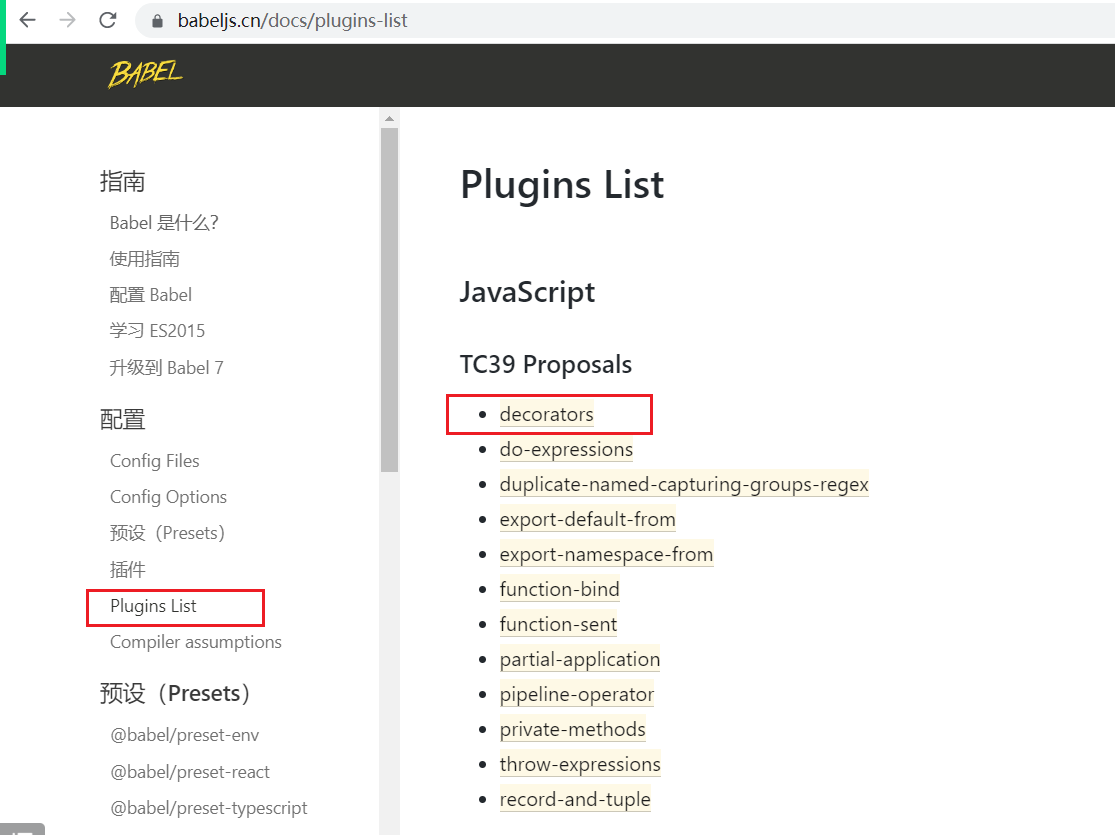 babeljs.cn/docs/plugins-list
BABEL
指南
Babel 是什么？
使用指南
配置 Babel
学习 ES2015
升级到 Babel 7
配置
Config Files
Config Options
预设（Presets）
插件
Plugins List
Compiler assumptions
预设（Presets）
@babel/preset-env
@babel/preset-react
@babel/preset-typescript
Plugins List
JavaScript
TC39 Proposals
decorators
do-expressions
duplicate-named-capturing-groups-regex
export-default-from
export-namespace-from
function-bind
function-sent
partial-application
pipeline-operator
private-methods
throw-expressions
record-and-tuple